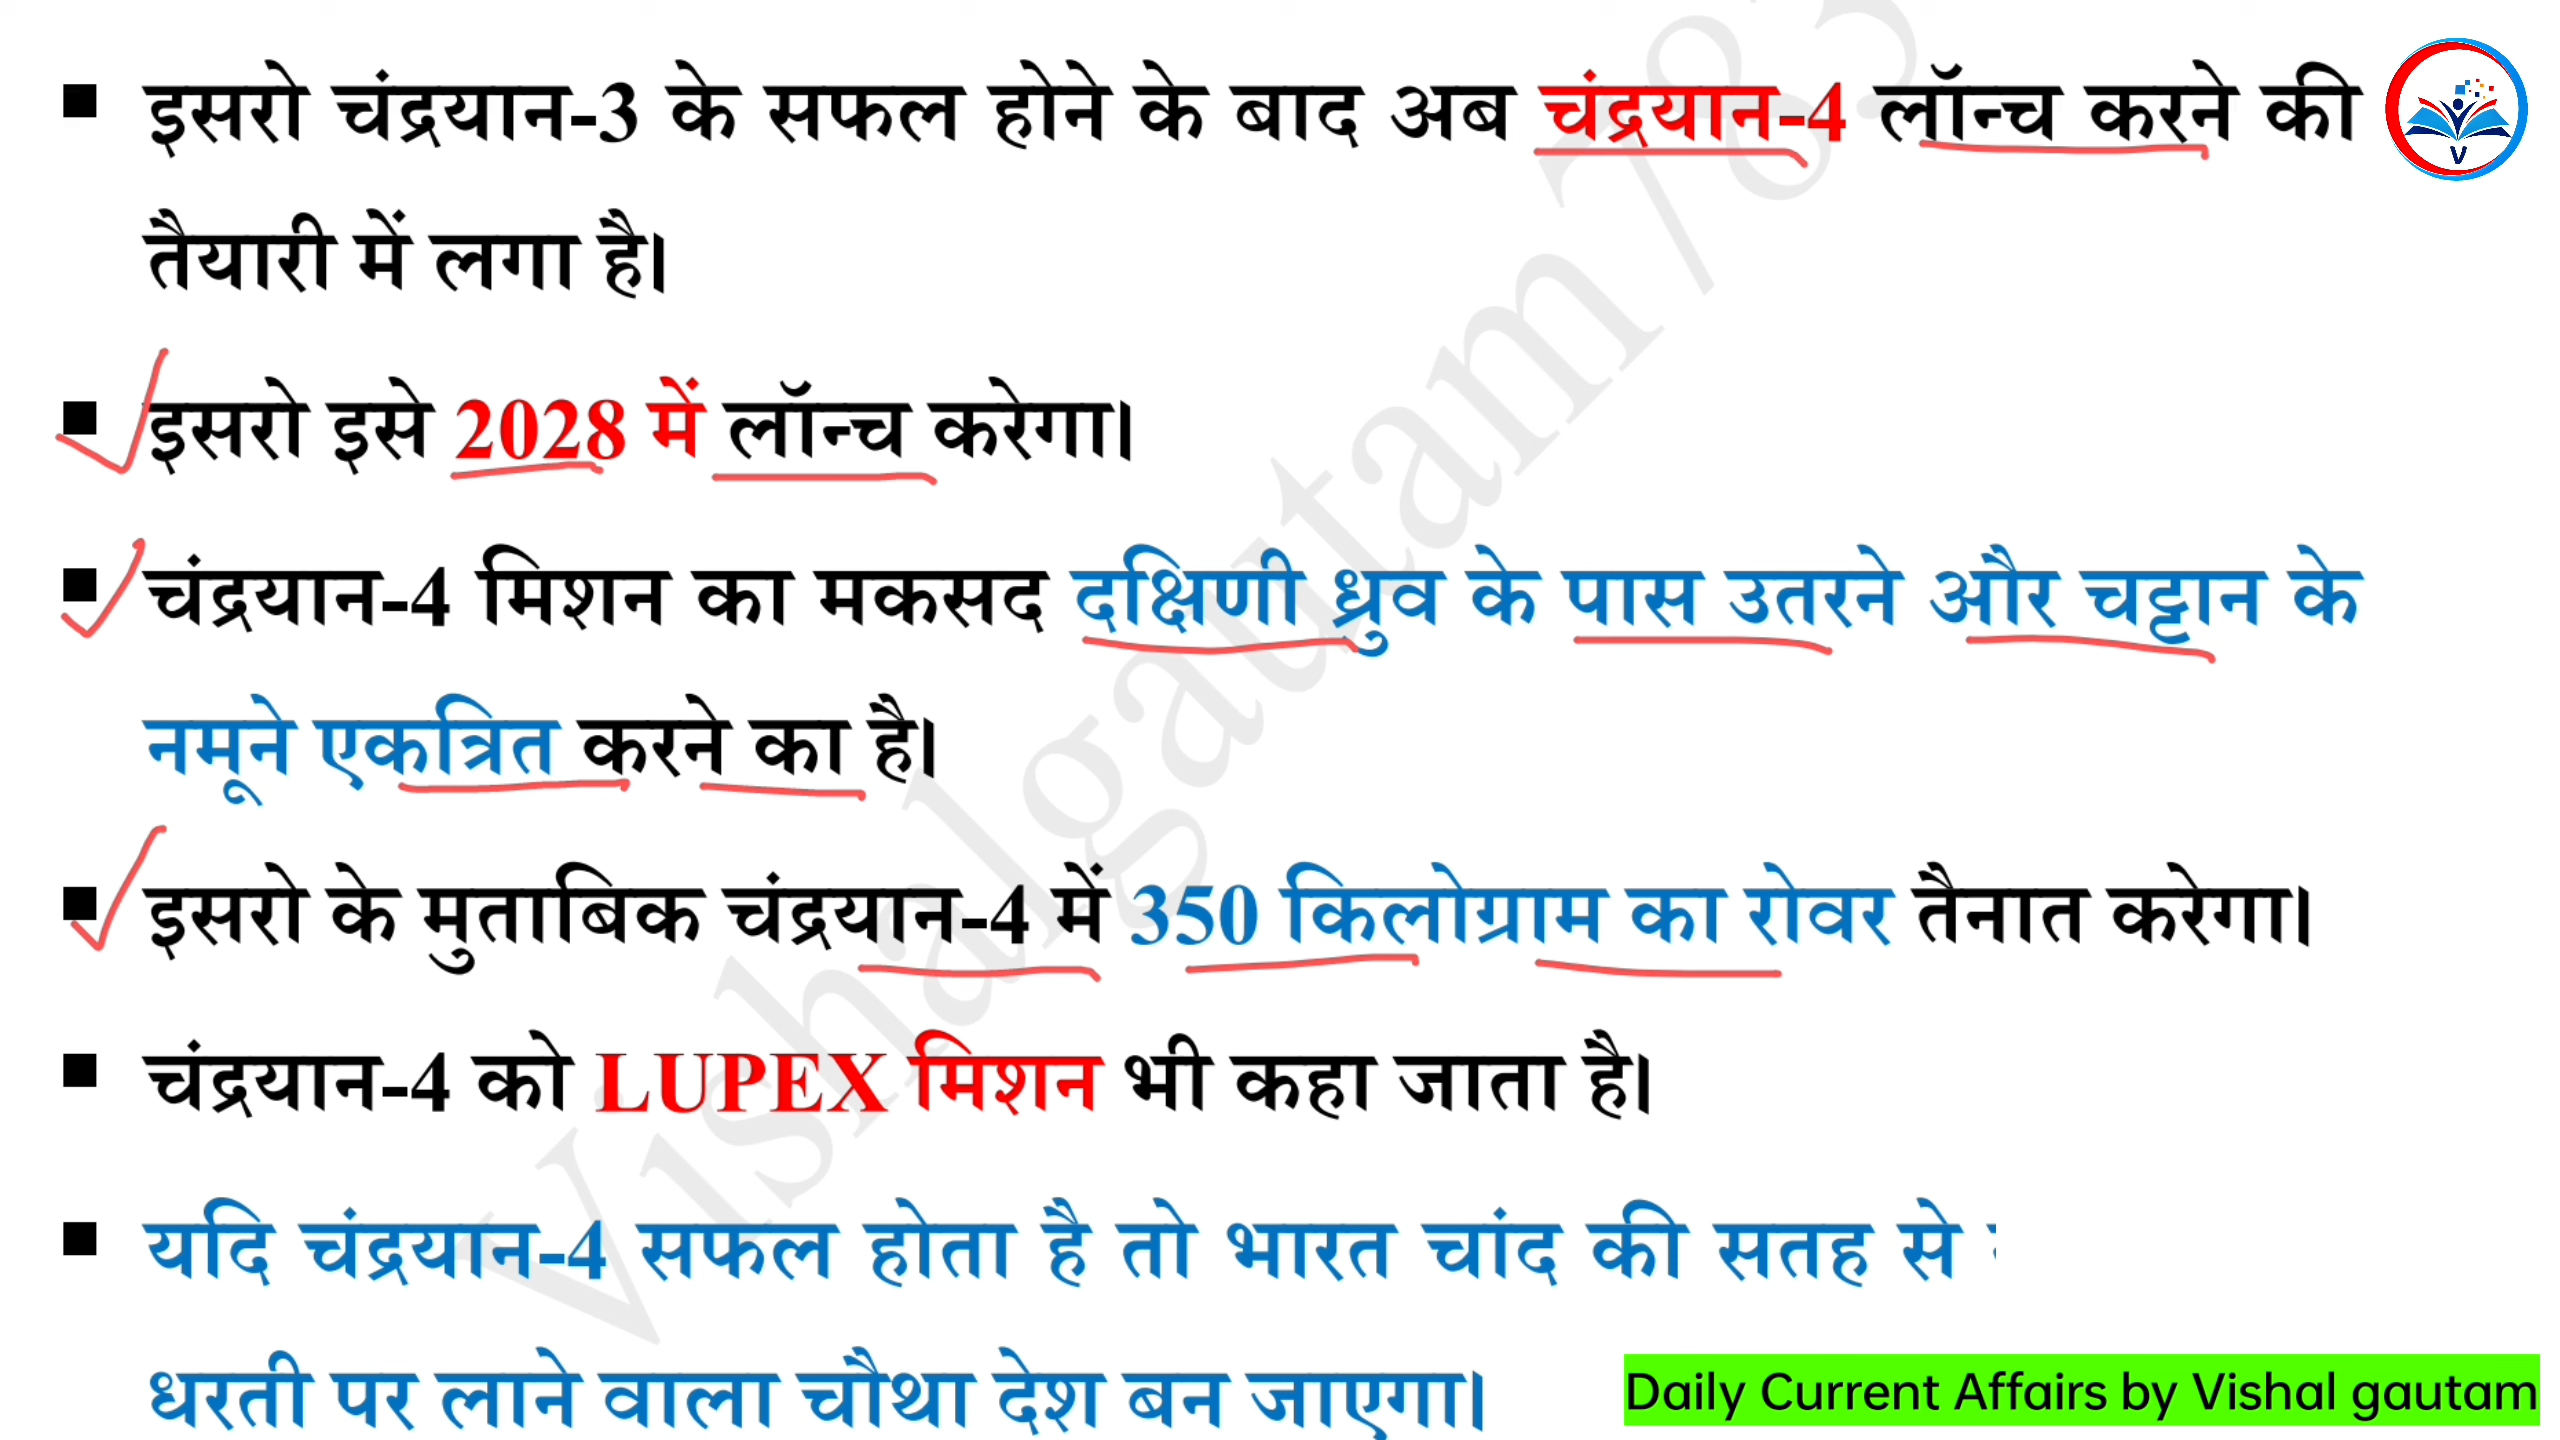 ▪ इसरो चंद्रयान-3 के सफल होने के बाद अब चंद्रयान-4 लॉन्च करने की
तैयारी में लगा है।
▪ इसरो इसे 2028 में लॉन्च करेगा।
▪ चंद्रयान-4 मिशन का मकसद दक्षिणी ध्रुव के पास उतरने और चट्टान के
नमूने एकत्रित करने का है।
▪ इसरो के मुताबिक चंद्रयान-4 में 350 किलोग्राम का रोवर तैनात करेगा।
▪ चंद्रयान-4 को LUPEX मिशन भी कहा जाता है।
▪ यदि चंद्रयान-4 सफल होता है तो भारत चांद की सतह से
धरती पर लाने वाला चौथा देश बन जाएगा।
Daily Current Affairs by Vishal gautam
V
Vishalgautam783